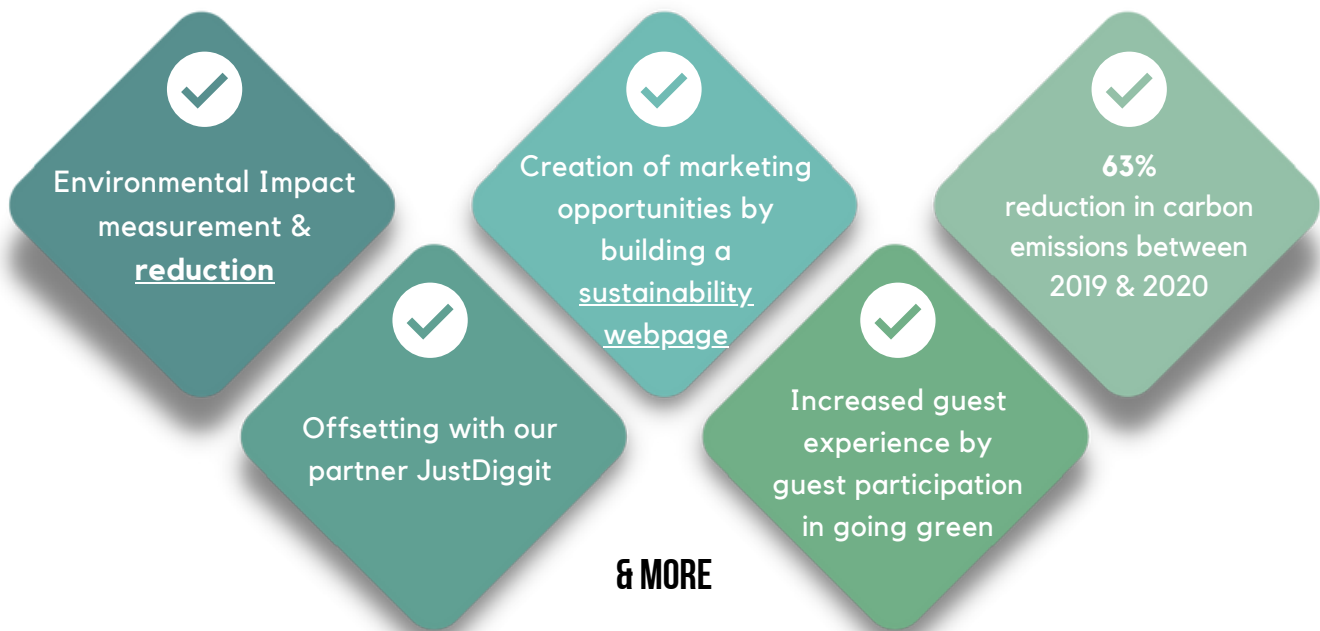 Environmental Impact
measurement &
reduction
Offsetting with our
partner JustDiggit
Creation of marketing
opportunities by
building a
sustainability
webpage
Increased guest
experience by
guest participation
in going green
63%
reduction in carbon
emissions between
2019 & 2020
& MORE